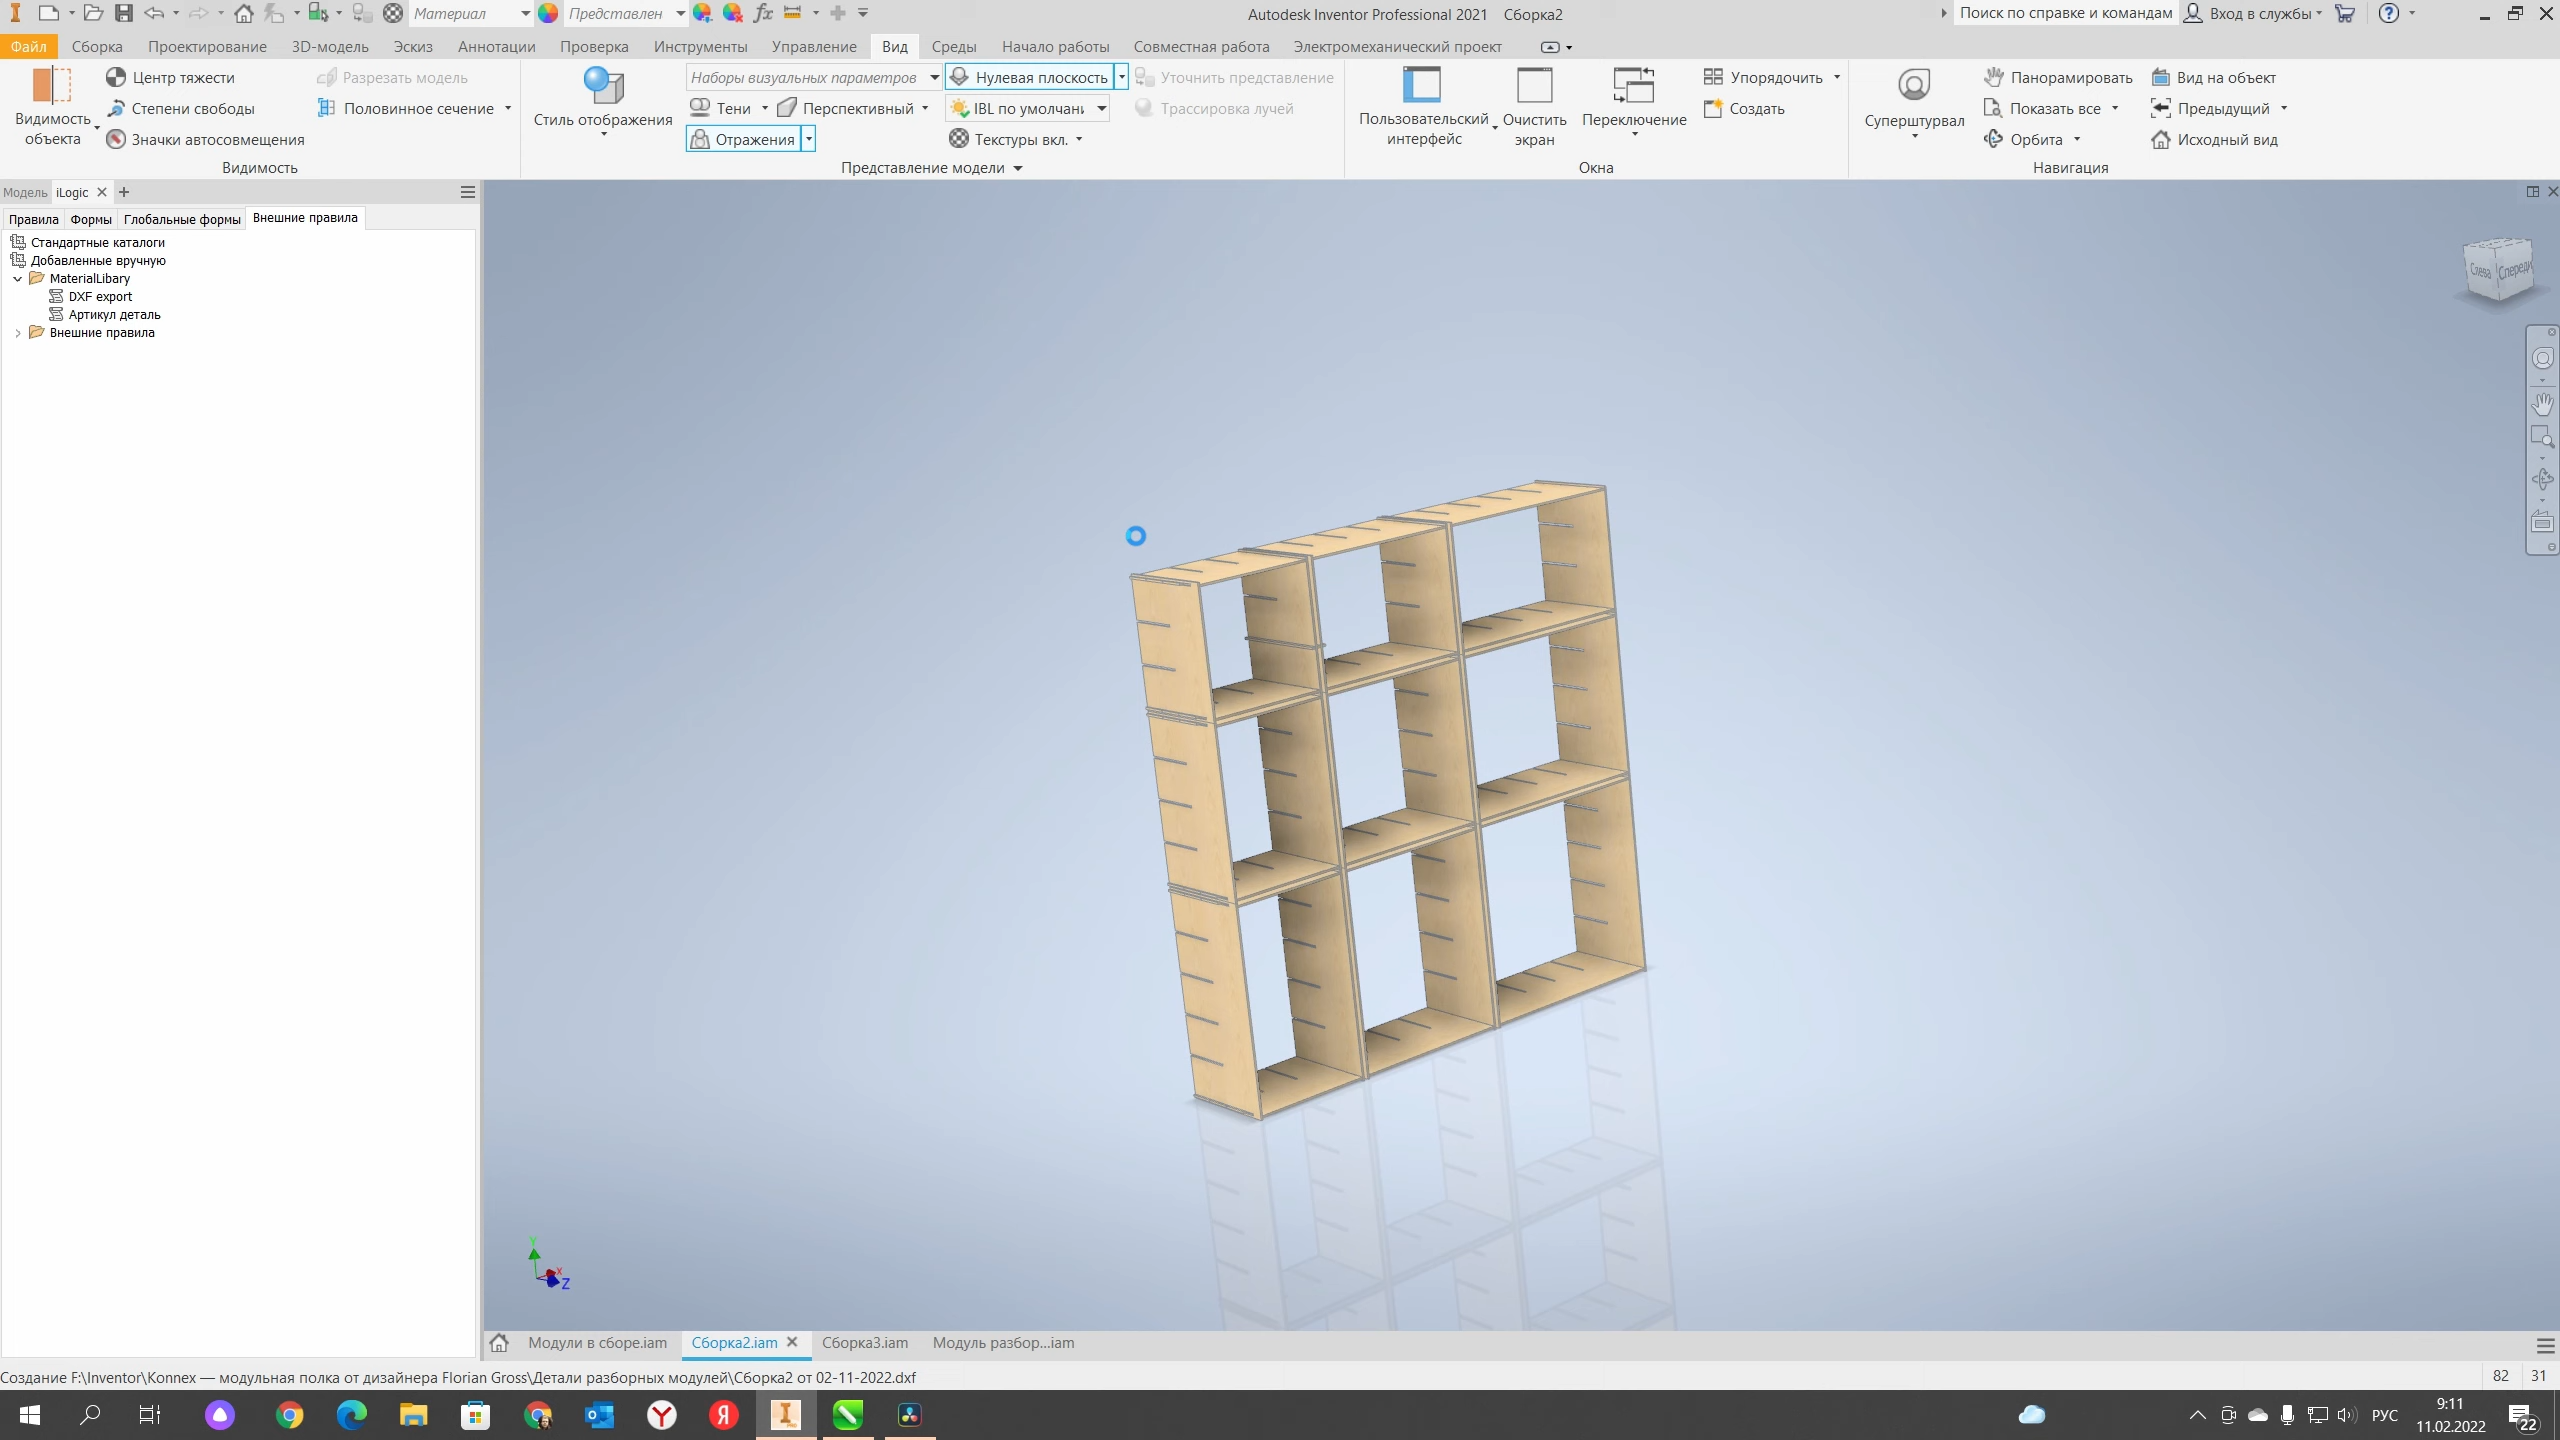 Материал
Представлен
Autodesk Inventor Professional 2021 Сборка2
Поиск по справке и командам
Вход в службы
Файл Сборка Проектирование 3D-модель Эскиз Аннотации Проверка Инструменты Управление Вид Среды Начало работы Совместная работа Электромеханический проект
Видимость объекта
Центр тяжести
Степени свободы
Значки автосовмещения
Разрезать модель
Половинное сечение
Видимость
Стиль отображения
Наборы визуальных параметров
Тени
Перспективный
Отражения
Нулевая плоскость
IBL по умолчани
Текстуры вкл.
Уточнить представление
Трассировка лучей
Представление модели
Пользовательский интерфейс
Очистить экран
Переключение
Упорядочить
Создать
Окна
Суперштурвал
Панорамировать
Показать все
Орбита
Вид на объект
Предыдущий
Исходный вид
Навигация
Модель iLogic
Правила Формы Глобальные формы Внешние правила
Стандартные каталоги
Добавленные вручную
MaterialLibary
DXF export
Артикул деталь
Внешние правила
Слева Спереди
Y
X
Z
Модули в сборе.iam Сборка2.iam Сборка3.iam Модуль разбор...iam
Создание F:\Inventor\Konnex — модульная полка от дизайнера Florian Gross\Детали разборных модулей\Сборка2 от 02-11-2022.dxf
82 31
РУС
9:11
11.02.2022
22